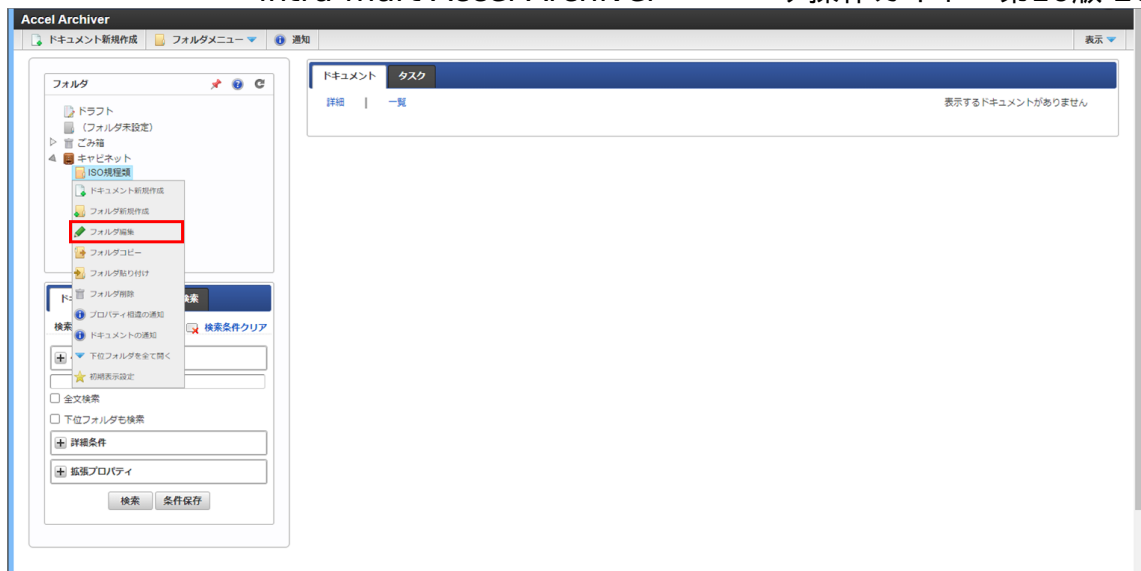 Accel Archiver
ドキュメント新規作成 フォルダメニュー 通知 表示
フォルダ
ドラフト
(フォルダ未設定)
ごみ箱
キャビネット
ISO規程類
ドキュメント新規作成
フォルダ新規作成
フォルダ編集
フォルダコピー
フォルダ貼り付け
フォルダ削除
プロパティ相違の通知
ドキュメントの通知
下位フォルダを全て開く
初期表示設定
検索条件クリア
全文検索
下位フォルダも検索
詳細条件
拡張プロパティ
検索 条件保存
ドキュメント タスク
詳細 | 一覧 表示するドキュメントがありません